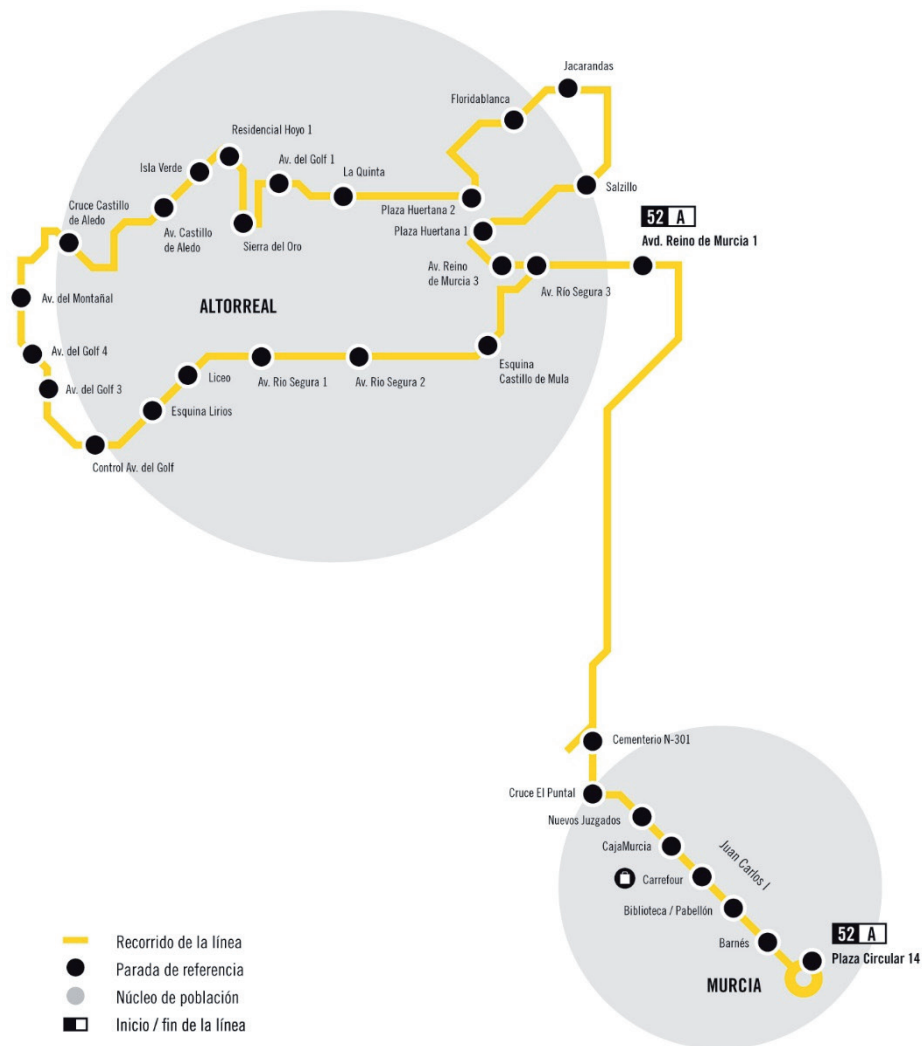 Jacarandas
Floridablanca
Residencial Hoyo 1
Av. del Golf 1
Isla Verde
La Quinta
Salzillo
Cruce Castillo
de Aledo
Plaza Huertana 2
Av. Castillo
de Aledo
Sierra del Oro
Plaza Huertana 1
52 A
Avd. Reino de Murcia 1
Av. Reino
de Murcia 3
Av. Río Segura 3
Av. del Montañal
ALTORREAL
Av. del Golf 4
Liceo
Av. Río Segura 1
Av. Río Segura 2
Esquina
Castillo de Mula
Av. del Golf 3
Esquina Lirios
Control Av. del Golf
Cementerio N-301
Cruce El Puntal
Nuevos Juzgados
CajaMurcia
Juan Carlos I
Carrefour
Biblioteca / Pabellón
Barnés
52 A
Plaza Circular 14
MURCIA
Recorrido de la línea
Parada de referencia
Núcleo de población
Inicio / fin de la línea